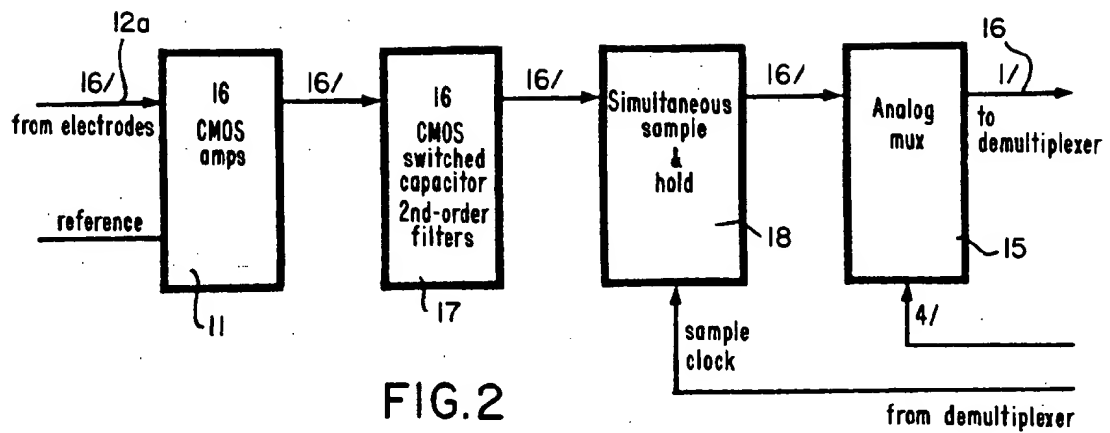 12a
16/
from electrodes
reference
16
CMOS
amps
11
16/
16
CMOS
switched
capacitor
2nd-order
filters
17
16/
Simultaneous
sample
&
hold
18
sample
clock
16/
Analog
mux
15
4/
16
1/
to
demultiplexer
from demultiplexer
FIG.2